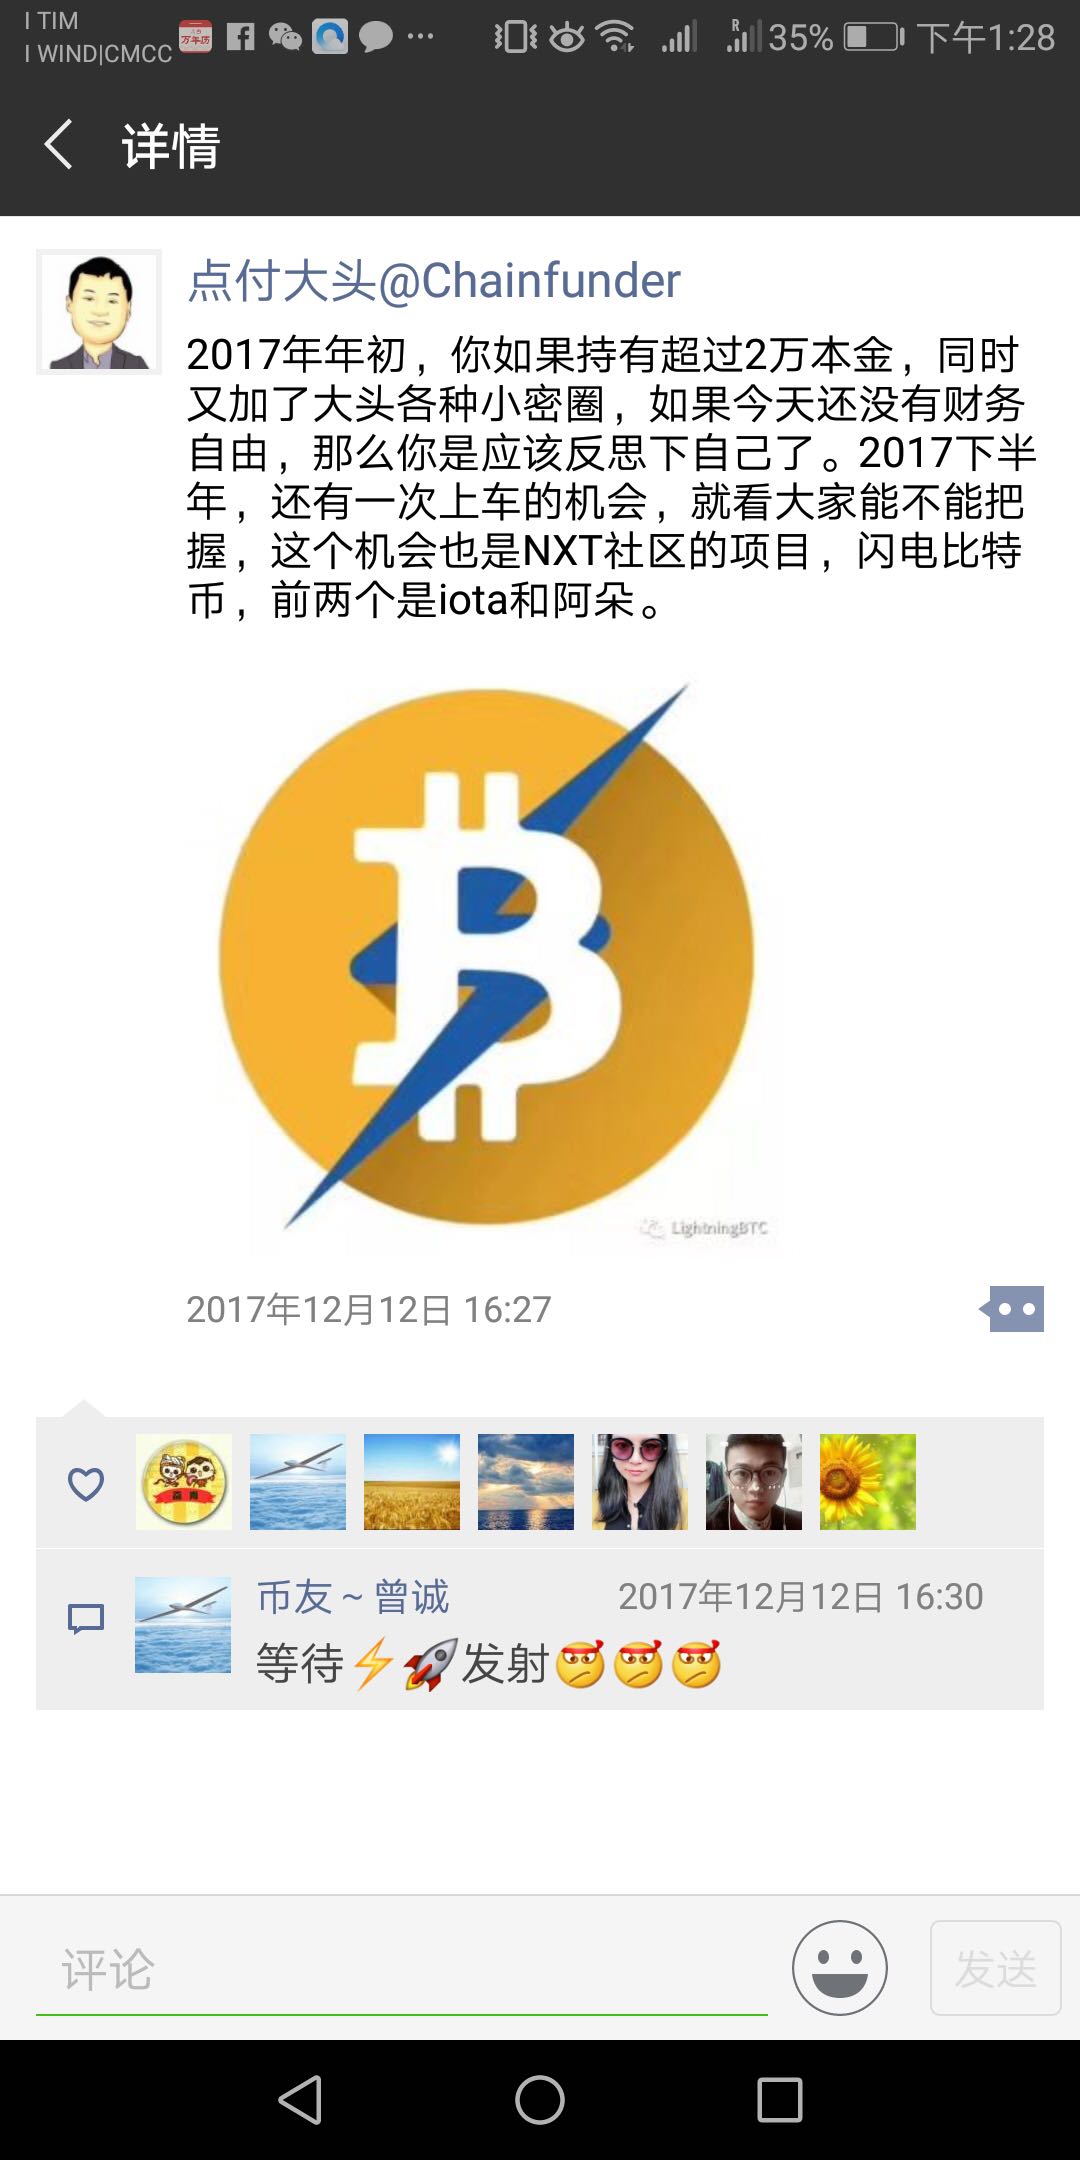 I TIM
I WIND|CMCC
万年历
R
35%
下午1:28
详情
点付大头@Chainfunder
2017年年初，你如果持有超过2万本金，同时
又加了大头各种小密圈，如果今天还没有财务
自由，那么你是应该反思下自己了。2017下半
年，还有一次上车的机会，就看大家能不能把
握，这个机会也是NXT社区的项目，闪电比特
币，前两个是iota和阿朵。
LightningBTC
2017年12月12日 16:27
币友~曾诚
2017年12月12日 16:30
等待⚡🚀发射
评论
发送